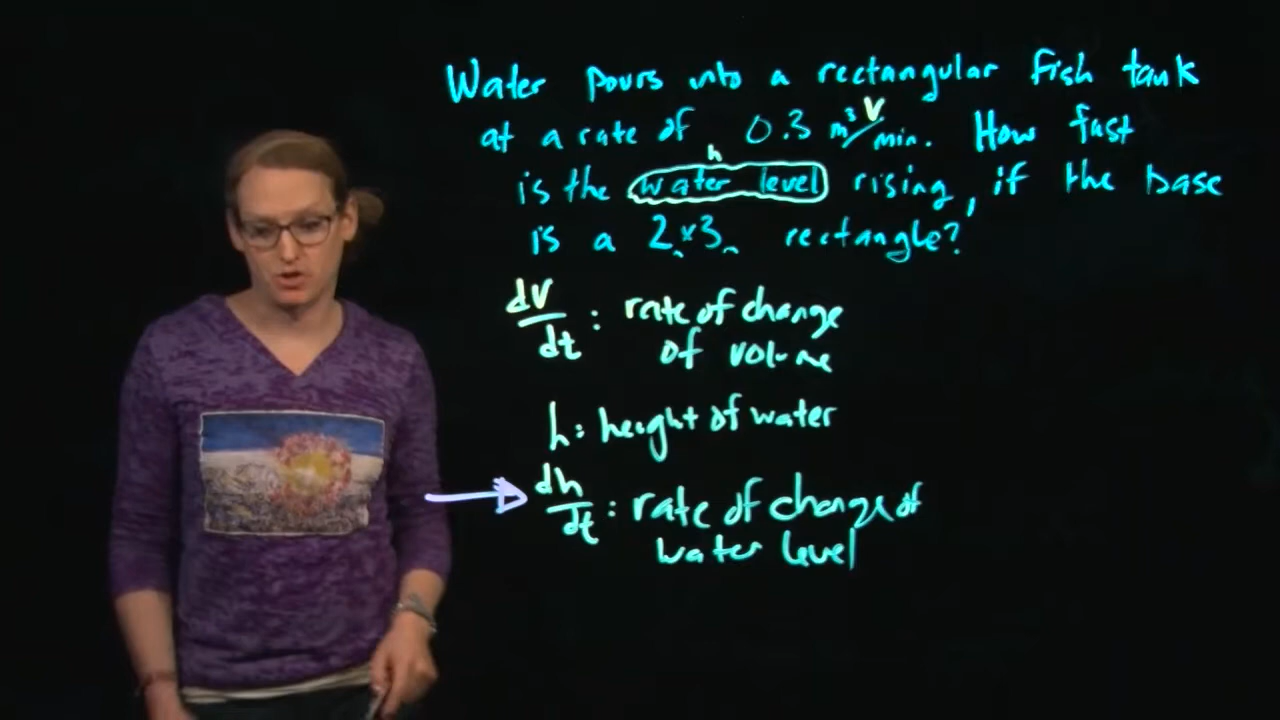 Water pours into a rectangular fish tank
at a rate of 0.3 m³/min. How fast
V
h
is the water level rising, if the base
is a 2×3 rectangle?
dV/dt : rate of change
of volume
h: height of water
dh/dt : rate of change of
water level